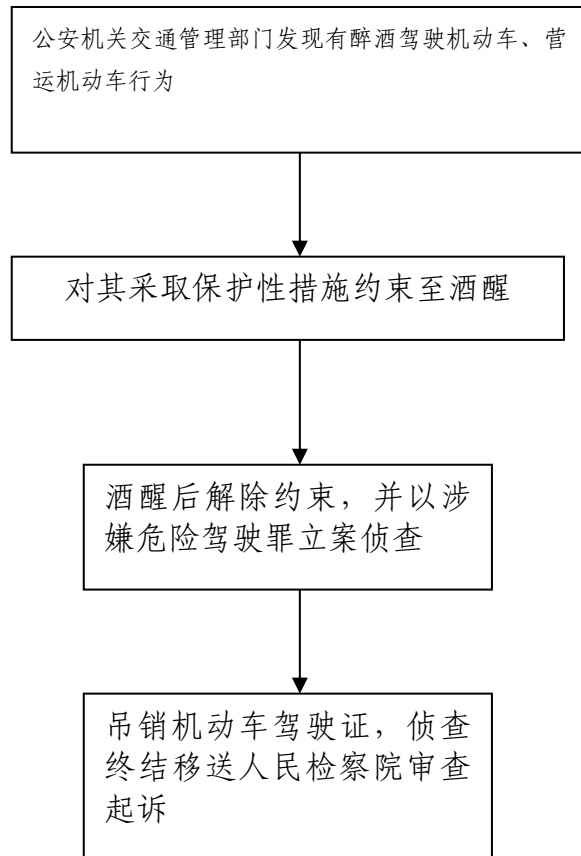 公安机关交通管理部门发现有醉酒驾驶机动车、营
运机动车行为
对其采取保护性措施约束至酒醒
酒醒后解除约束，并以涉
嫌危险驾驶罪立案侦查
吊销机动车驾驶证，侦查
终结移送人民检察院审查
起诉